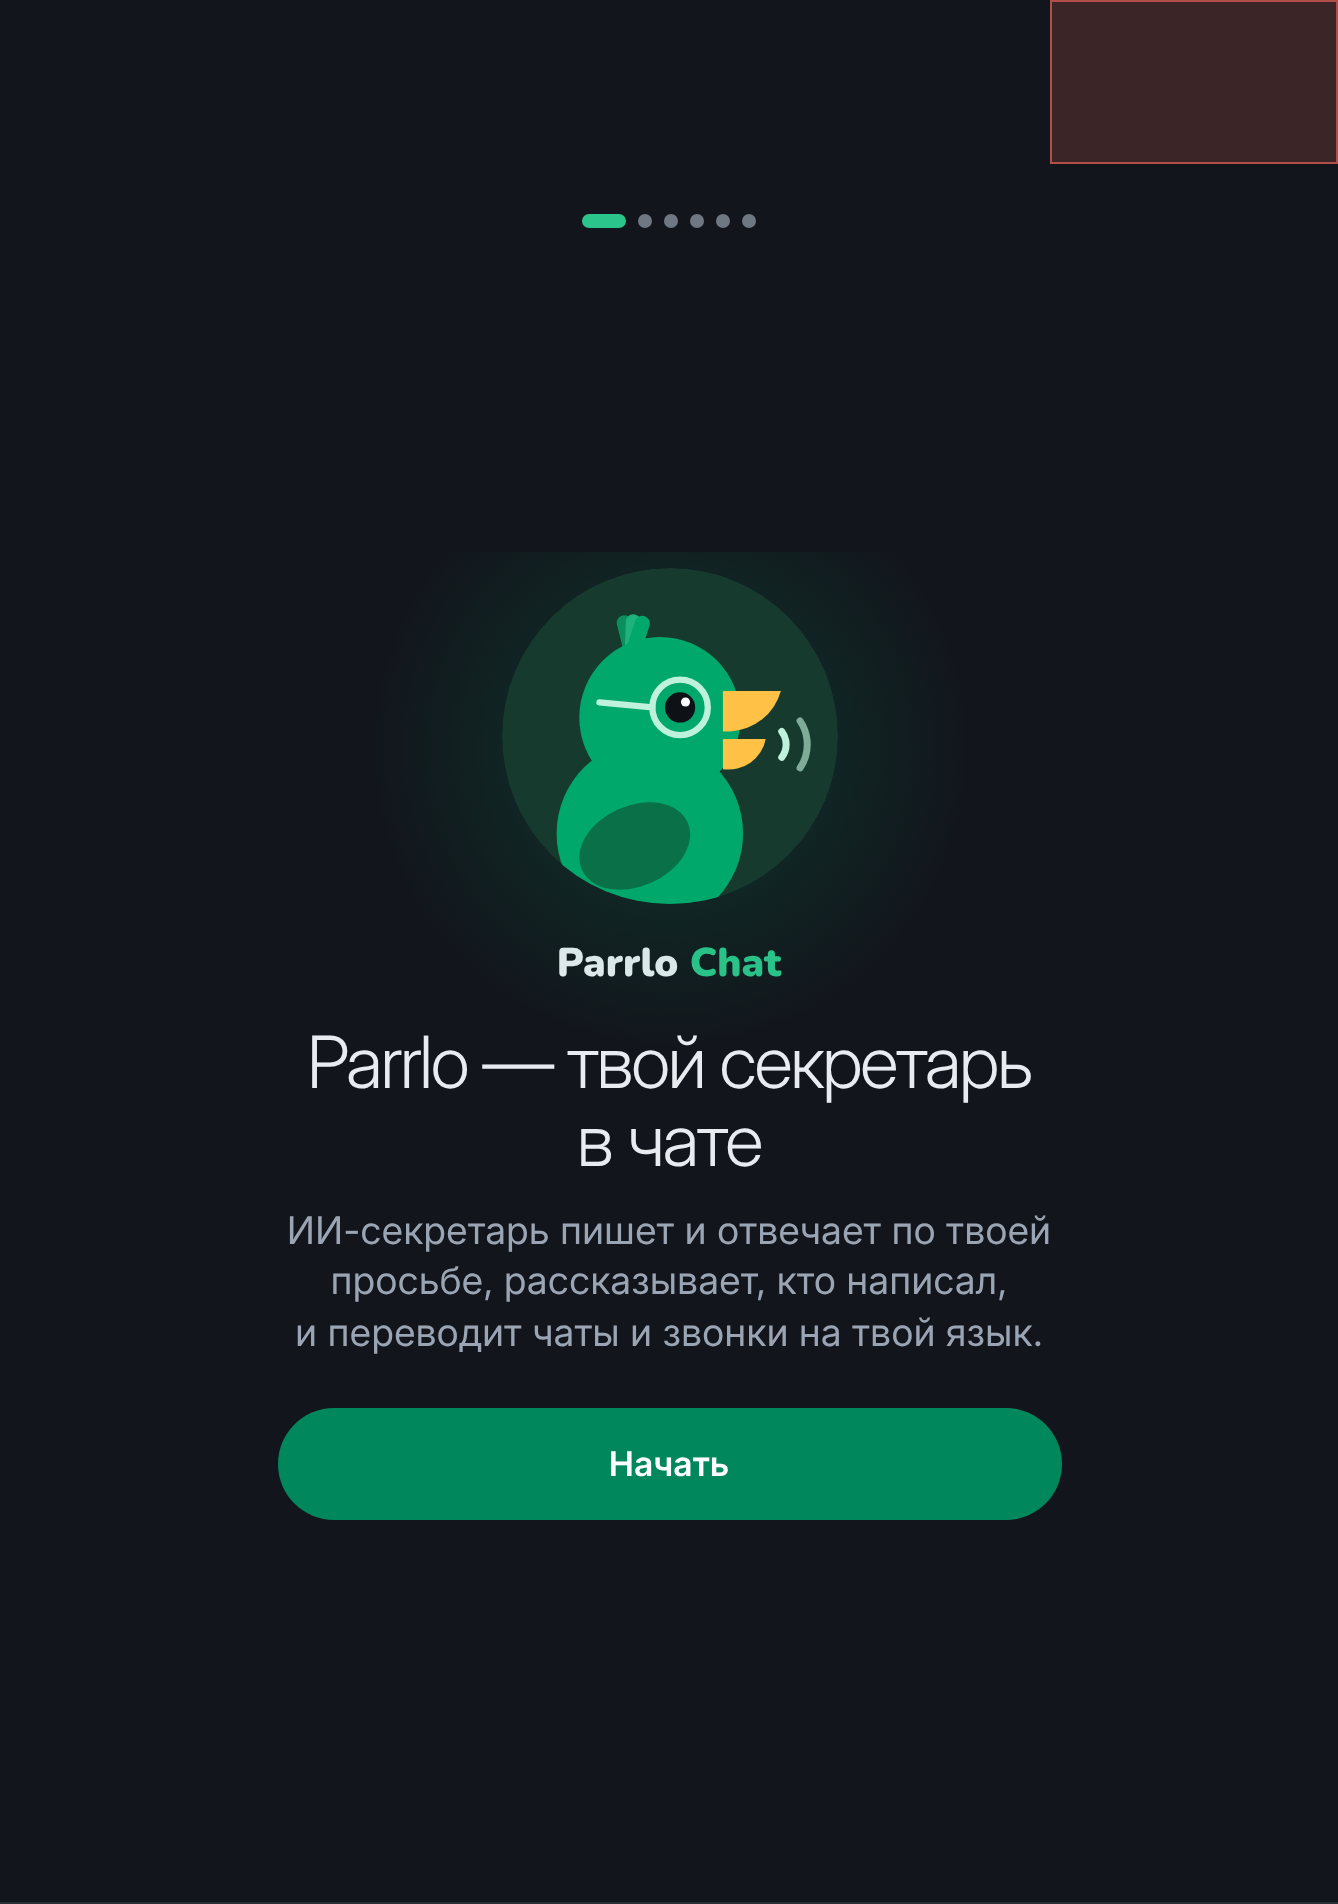 Parrlo Chat
Parrlo — твой секретарь
в чате
ИИ-секретарь пишет и отвечает по твоей
просьбе, рассказывает, кто написал,
и переводит чаты и звонки на твой язык.
Начать